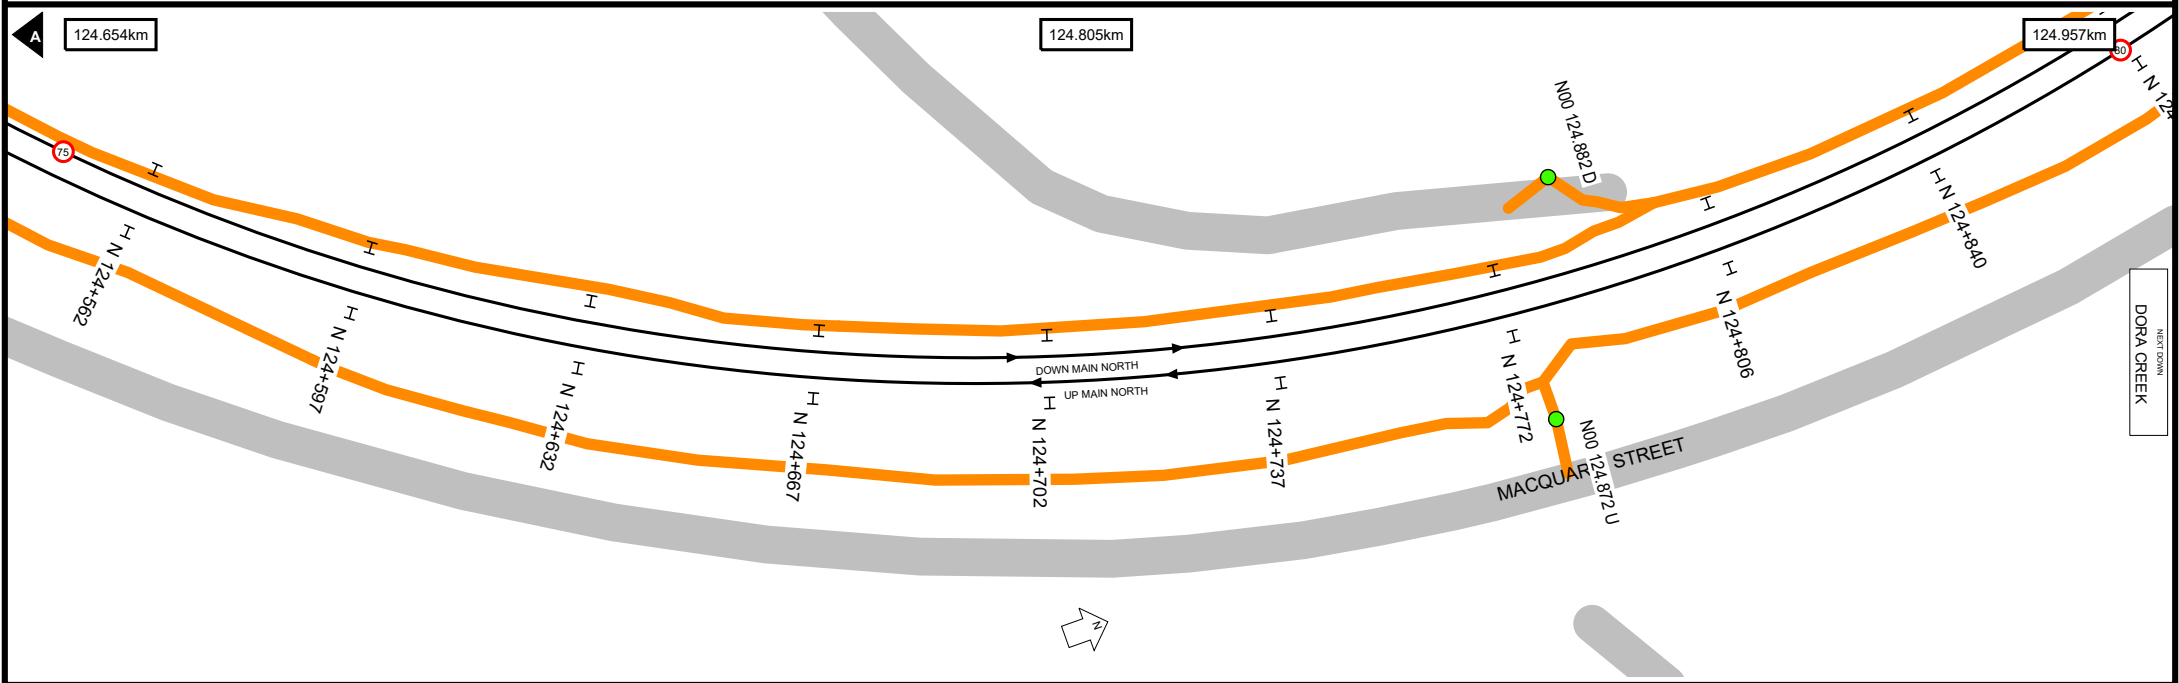 A
124.654km
124.805km
124.957km
80
75
N00 124.882 D
N 124
N 124+562
N 124+597
N 124+632
N 124+667
N 124+702
N 124+737
N 124+772
N 124+806
N 124+840
DOWN MAIN NORTH
UP MAIN NORTH
NEXT DOWN
DORA CREEK
N00 124.872 U
MACQUAR STREET
N